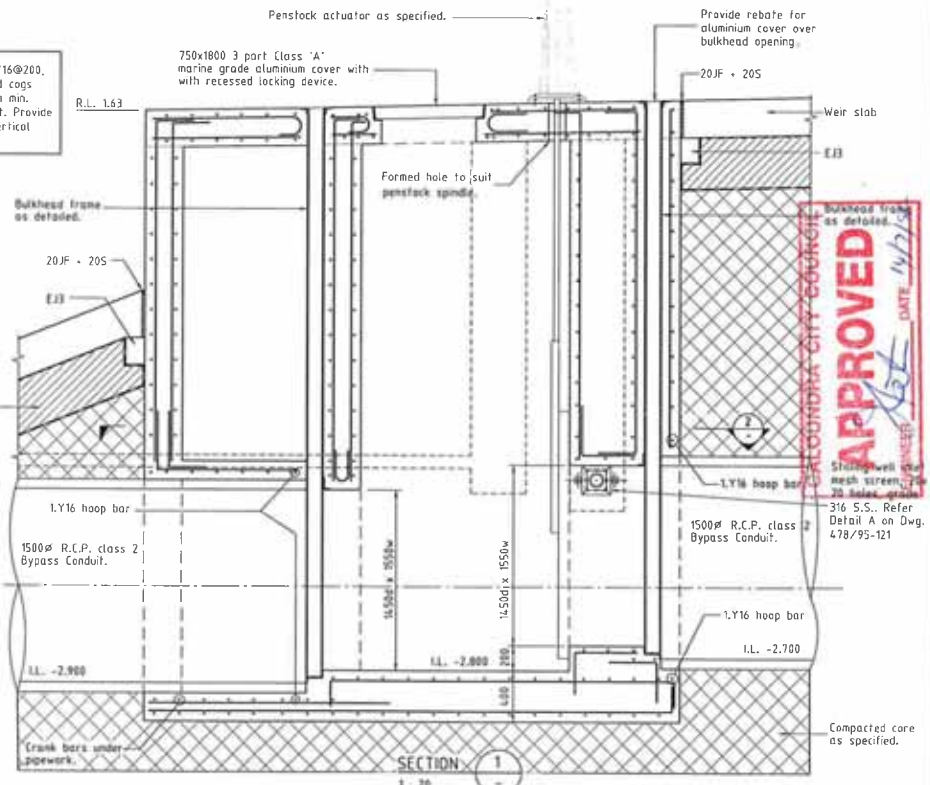 Penstock actuator as specified.
Provide rebate for
aluminium cover over
bulkhead opening.
750x1800 3 part Class 'A'
marine grade aluminium cover with
with recessed locking device.
16@200,
cogs
min.
t. Provide
R.L. 1.63
20JF + 20S
Weir slab
EJ3
Formed hole to suit
penstock spindle.
Bulkhead frame
as detailed.
Bulkhead frame
as detailed.
20JF + 20S
EJ3
CALOUNDRA CITY COUNCIL
APPROVED
DATE
2
-
1.Y16 hoop bar
Stilling well inlet
mesh screen,
20 holes, grade
316 S.S.. Refer
Detail A on Dwg.
478/95-121
1.Y16 hoop bar
1500Ø R.C.P. class 2
Bypass Conduit.
1450di x 1550w
1450di x 1550w
1500Ø R.C.P. class 2
Bypass Conduit.
1.Y16 hoop bar
I.L. -2.900
I.L. -2.800
200
400
I.L. -2.700
Crank bars under
pipework.
Compacted core
as specified.
SECTION 1
-